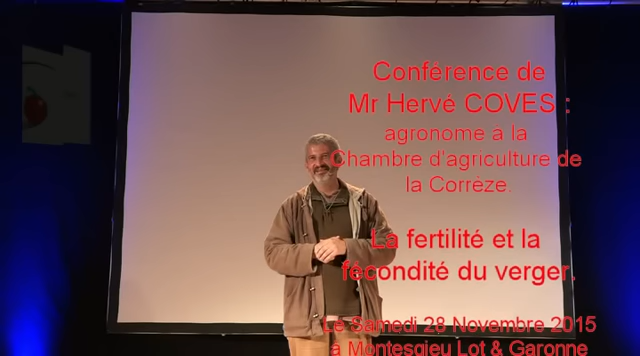 Conférence de
Mr Hervé COVES :
agronome à la
Chambre d'agriculture de
la Corrèze.
La fertilité et la
fécondité du verger.
Le Samedi 28 Novembre 2015
à Montesgieu Lot & Garonne